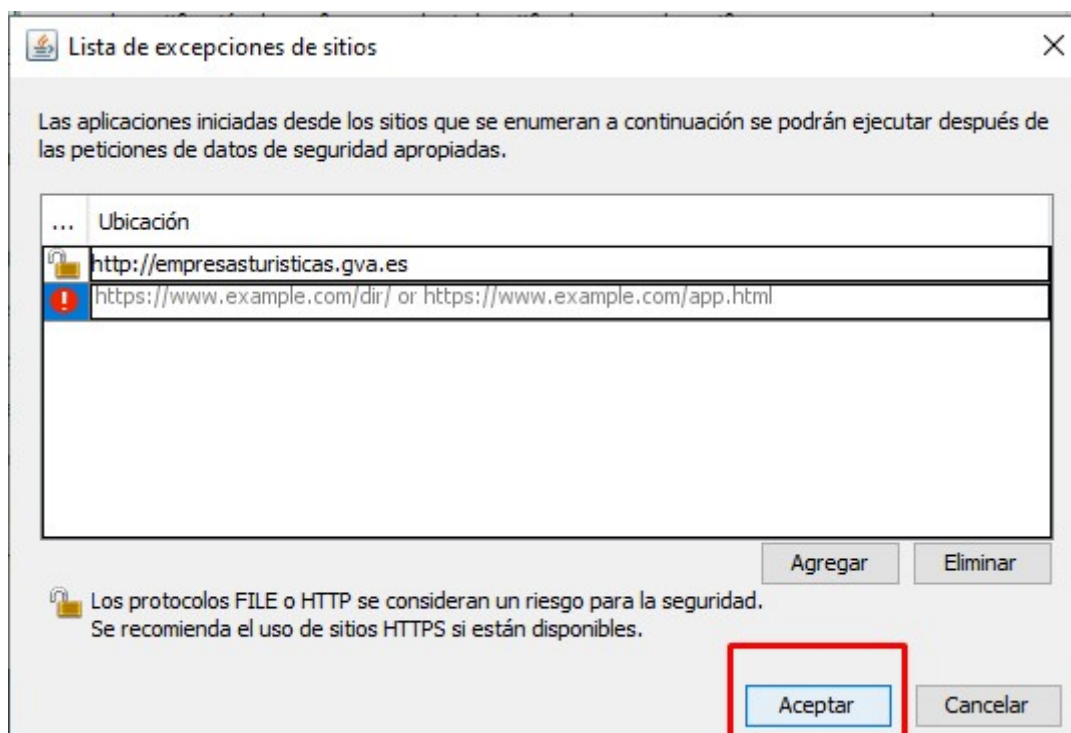 Lista de excepciones de sitios
Las aplicaciones iniciadas desde los sitios que se enumeran a continuación se podrán ejecutar después de
las peticiones de datos de seguridad apropiadas.
... Ubicación
http://empresasturisticas.gva.es
https://www.example.com/dir/ or https://www.example.com/app.html
Agregar Eliminar
Los protocolos FILE o HTTP se consideran un riesgo para la seguridad.
Se recomienda el uso de sitios HTTPS si están disponibles.
Aceptar Cancelar